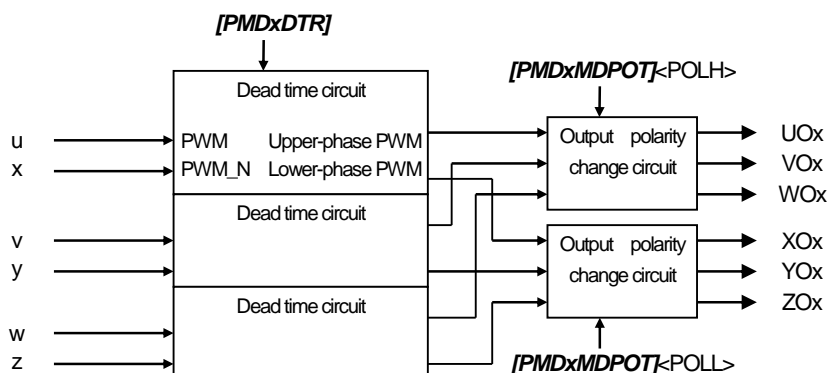 [PMDxDTR]
[PMDxMDPOT]<POLH>
Dead time circuit
u
x
PWM Upper-phase PWM
PWM_N Lower-phase PWM
Output polarity
change circuit
UOx
VOx
WOx
Dead time circuit
v
y
Output polarity
change circuit
XOx
YOx
ZOx
Dead time circuit
w
z
[PMDxMDPOT]<POLL>